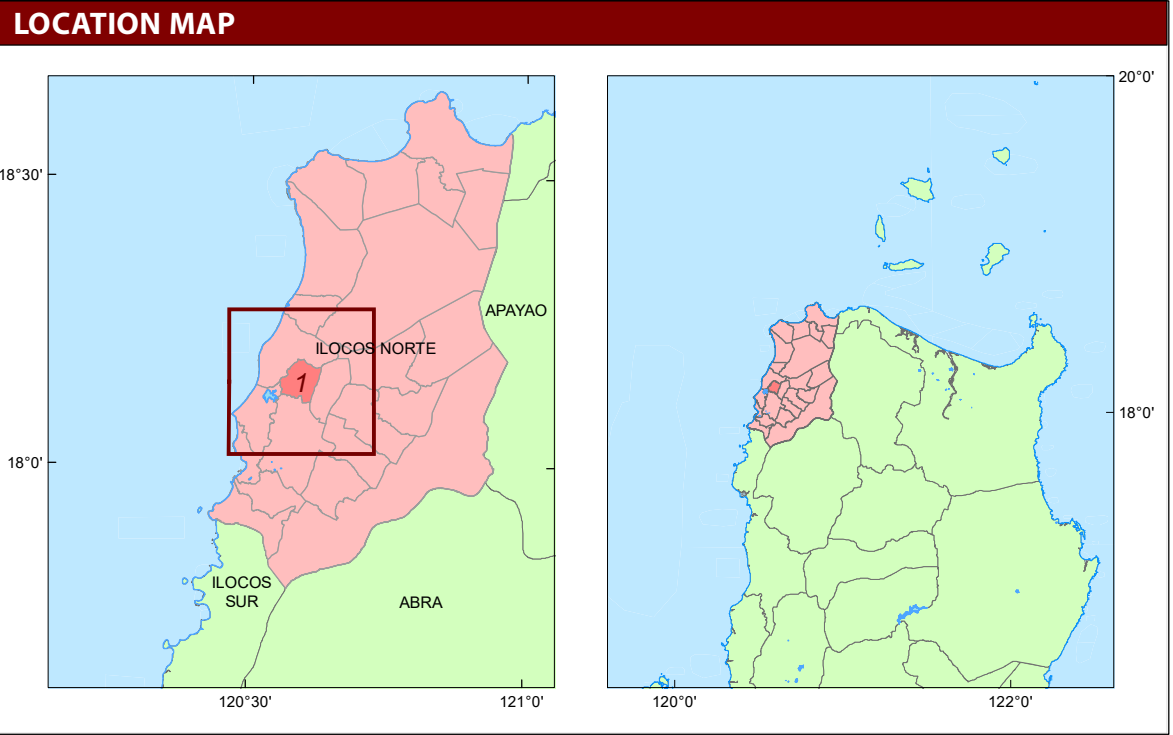 LOCATION MAP
18°30'
18°0'
120°30'
121°0'
APAYAO
ILOCOS NORTE
1
ILOCOS
SUR
ABRA
20°0'
18°0'
120°0'
122°0'